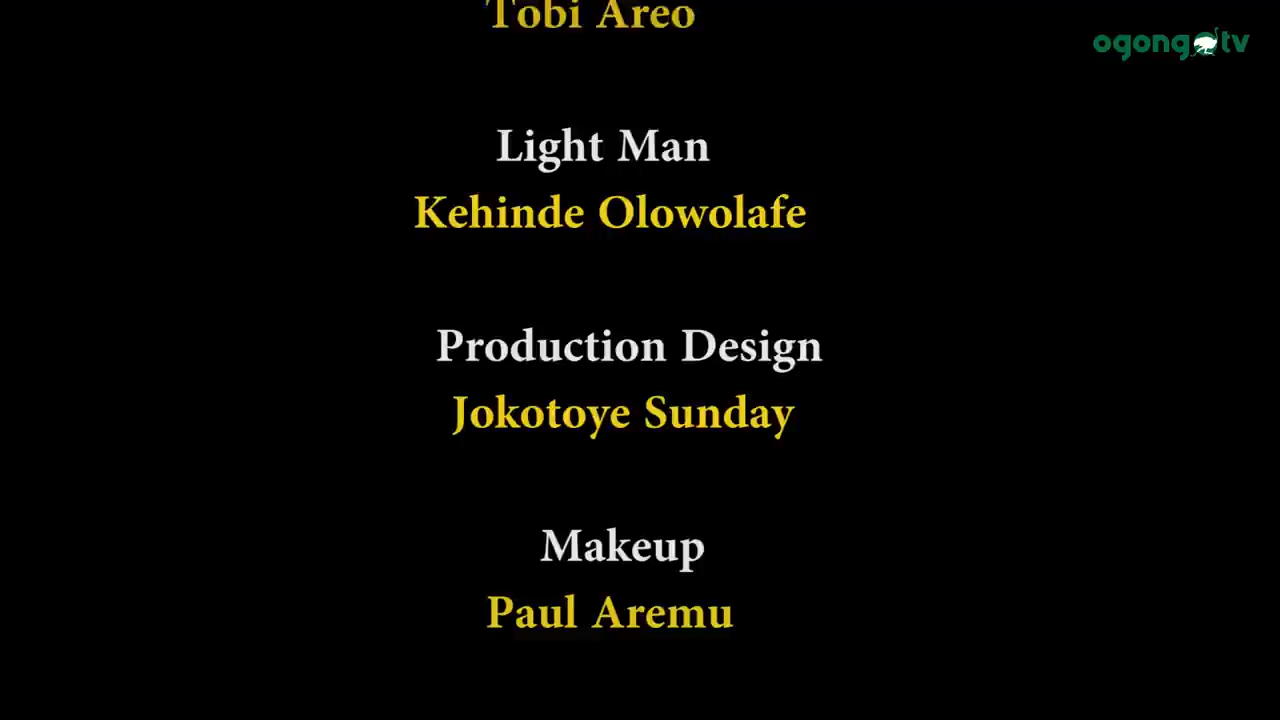 Tobi Areo
ogongotv
Light Man
Kehinde Olowolafe
Production Design
Jokotoye Sunday
Makeup
Paul Aremu